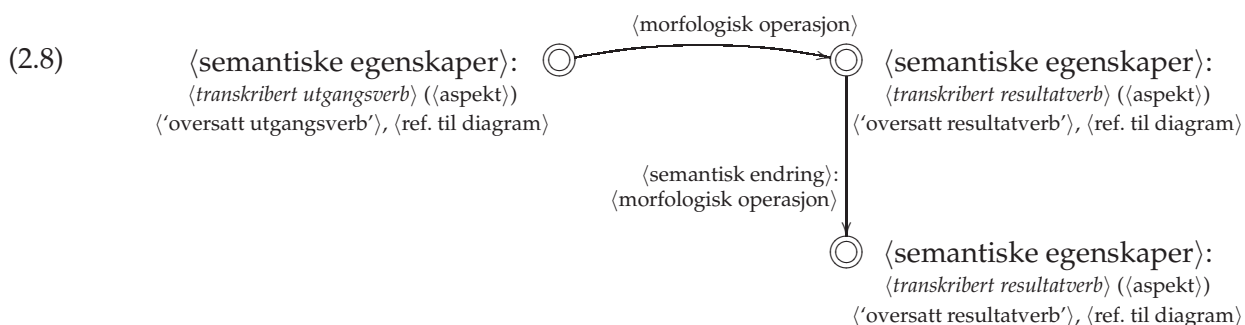 ⟨morfologisk operasjon⟩
(2.8)
⟨semantiske egenskaper⟩:
⟨transkribert utgangsverb⟩ (⟨aspekt⟩)
⟨‘oversatt utgangsverb’⟩, ⟨ref. til diagram⟩
⟨semantiske egenskaper⟩:
⟨transkribert resultatverb⟩ (⟨aspekt⟩)
⟨‘oversatt resultatverb’⟩, ⟨ref. til diagram⟩
⟨semantisk endring⟩:
⟨morfologisk operasjon⟩
⟨semantiske egenskaper⟩:
⟨transkribert resultatverb⟩ (⟨aspekt⟩)
⟨‘oversatt resultatverb’⟩, ⟨ref. til diagram⟩